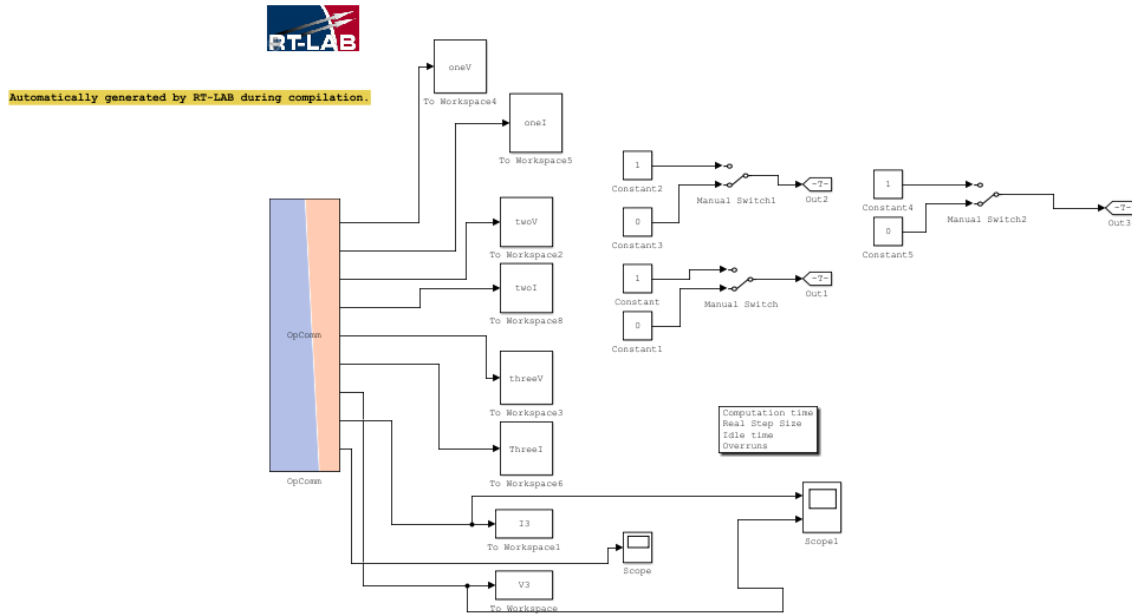 RT-LAB
Automatically generated by RT-LAB during compilation.
oneV
To Workspace4
oneI
To Workspace5
twoV
To Workspace2
twoI
To Workspace8
threeV
To Workspace3
ThreeI
To Workspace6
I3
To Workspace1
V3
To Workspace
OpComm
OpComm
1
Constant2
0
Constant3
Manual Switch1
-T-
Out2
1
Constant
0
Constant1
Manual Switch
-T-
Out1
1
Constant4
0
Constant5
Manual Switch2
-T-
Out3
Computation time
Real Step Size
Idle time
Overruns
Scope
Scope1